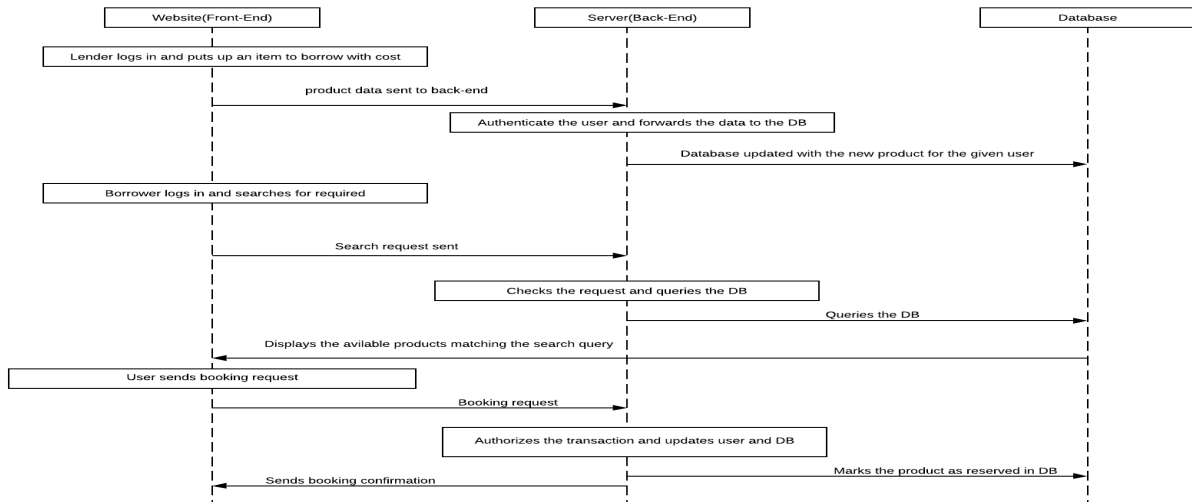 Website(Front-End)
Server(Back-End)
Database
Lender logs in and puts up an item to borrow with cost
product data sent to back-end
Authenticate the user and forwards the data to the DB
Database updated with the new product for the given user
Borrower logs in and searches for required
Search request sent
Checks the request and queries the DB
Queries the DB
Displays the avilable products matching the search query
User sends booking request
Booking request
Authorizes the transaction and updates user and DB
Marks the product as reserved in DB
Sends booking confirmation